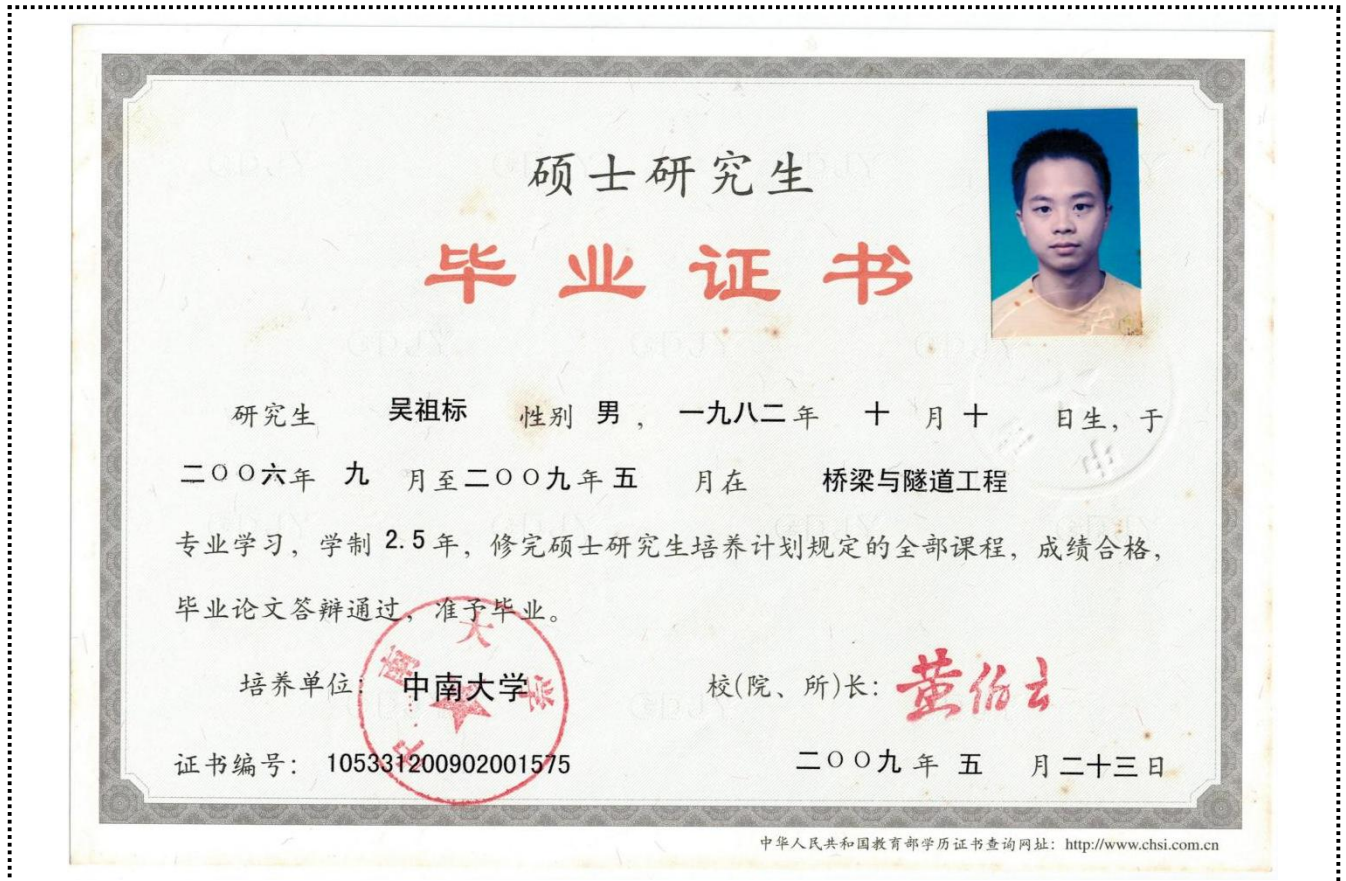 硕士研究生
毕业证书
研究生 吴祖标 性别 男 , 一九八二 年 十 月 十 日生, 于
二〇〇六年 九 月至二〇〇九年 五 月在 桥梁与隧道工程
专业学习, 学制 2.5 年, 修完硕士研究生培养计划规定的全部课程, 成绩合格,
毕业论文答辩通过, 准予毕业。
培养单位: 中南大学 校(院、所)长: 黄伯云
中南大学
证书编号: 105331200902001575 二〇〇九 年 五 月二十三日
中华人民共和国教育部学历证书查询网址: http://www.chsi.com.cn